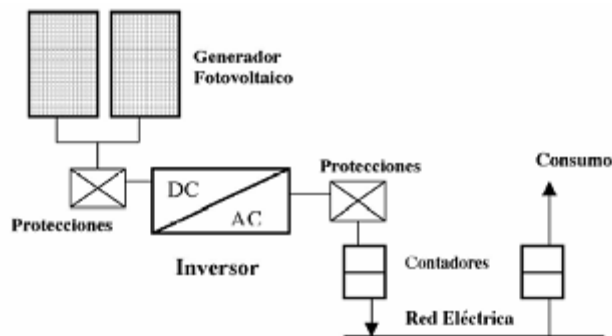 Generador
Fotovoltaico
Protecciones
Consumo
DC
AC
Protecciones
Inversor
Contadores
Red Eléctrica